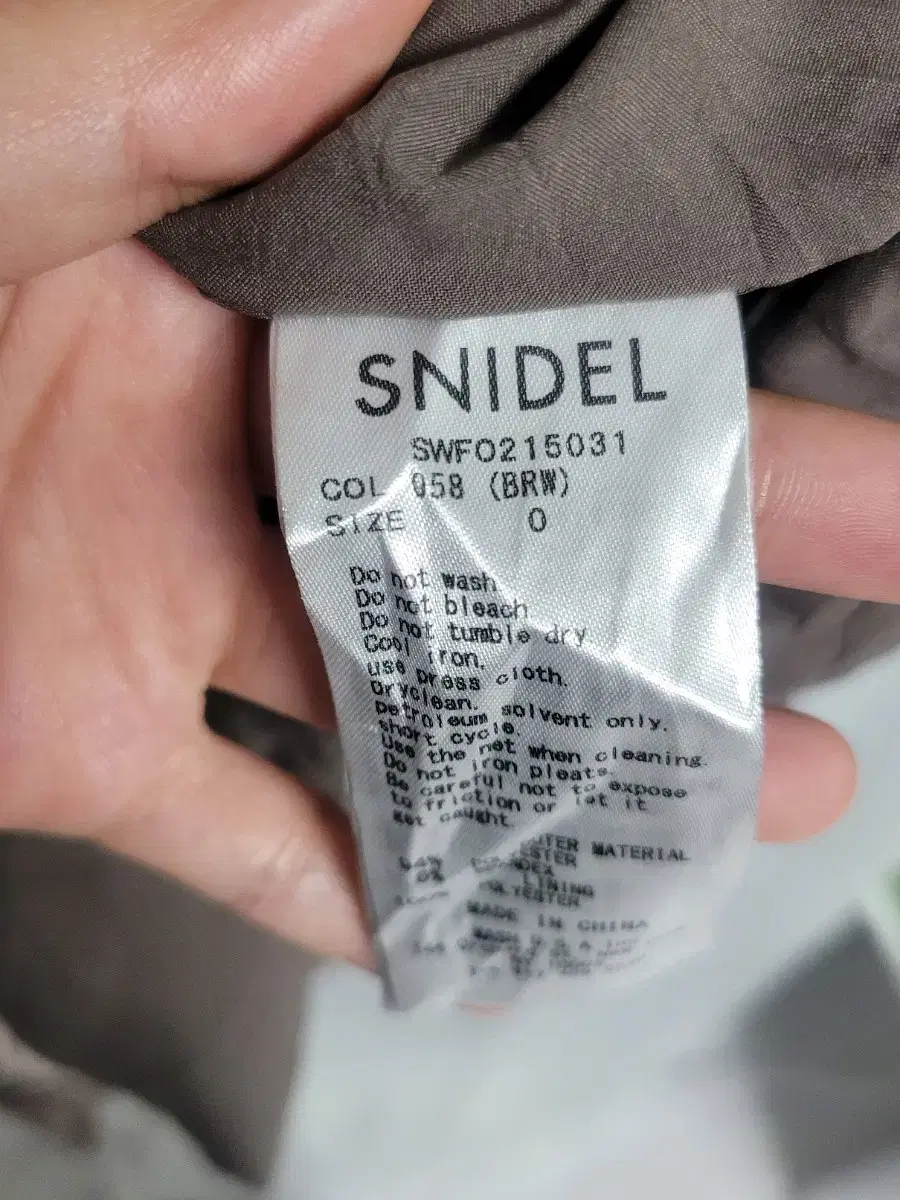 SNIDEL
SWFO215031
COL 058 (BRW)
SIZE 0
Do not wash
Do not bleach
Do not tumble dry
Cool iron.
use press cloth.
Dryclean.
petroleum solvent only.
short cycle.
Use the net when cleaning.
Do not iron pleats.
Be careful not to expose
to friction or let it
get caught.
MATERIAL
LINING
POLYESTER
MADE IN CHINA